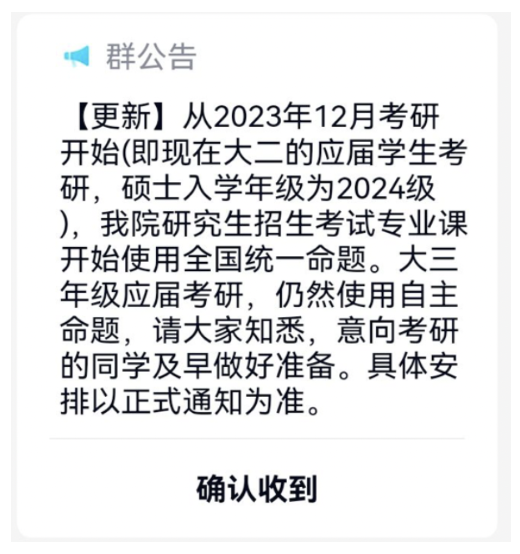 群公告
【更新】从2023年12月考研
开始(即现在大二的应届学生考
研，硕士入学年级为2024级
)，我院研究生招生考试专业课
开始使用全国统一命题。大三
年级应届考研，仍然使用自主
命题，请大家知悉，意向考研
的同学及早做好准备。具体安
排以正式通知为准。
确认收到